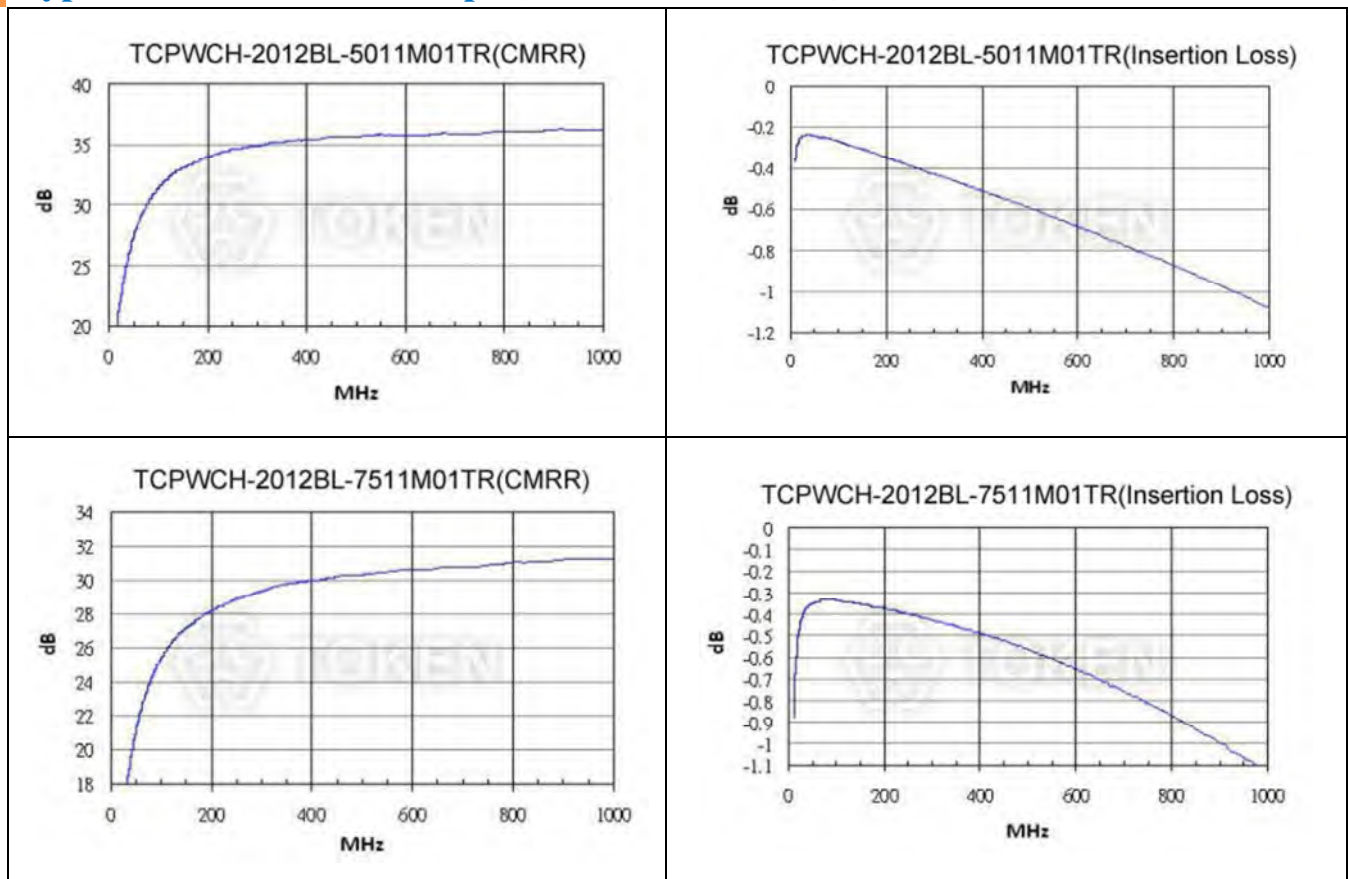 TCPWCH-2012BL-5011M01TR(CMRR)
40
35
30
25
20
dB
0 200 400 600 800 1000
MHz
TOKEN
TCPWCH-2012BL-5011M01TR(Insertion Loss)
0
-0.2
-0.4
-0.6
-0.8
-1
-1.2
dB
0 200 400 600 800 1000
MHz
TOKEN
TCPWCH-2012BL-7511M01TR(CMRR)
34
32
30
28
26
24
22
20
18
dB
0 200 400 600 800 1000
MHz
TOKEN
TCPWCH-2012BL-7511M01TR(Insertion Loss)
0
-0.1
-0.2
-0.3
-0.4
-0.5
-0.6
-0.7
-0.8
-0.9
-1
-1.1
dB
0 200 400 600 800 1000
MHz
TOKEN